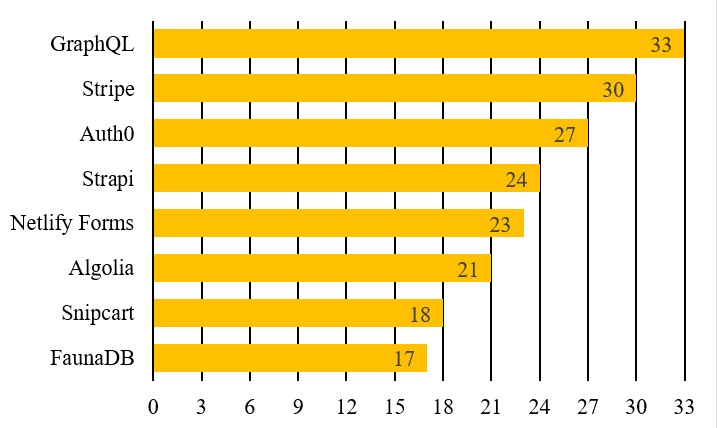 GraphQL 33
Stripe 30
Auth0 27
Strapi 24
Netlify Forms 23
Algolia 21
Snipcart 18
FaunaDB 17
0 3 6 9 12 15 18 21 24 27 30 33